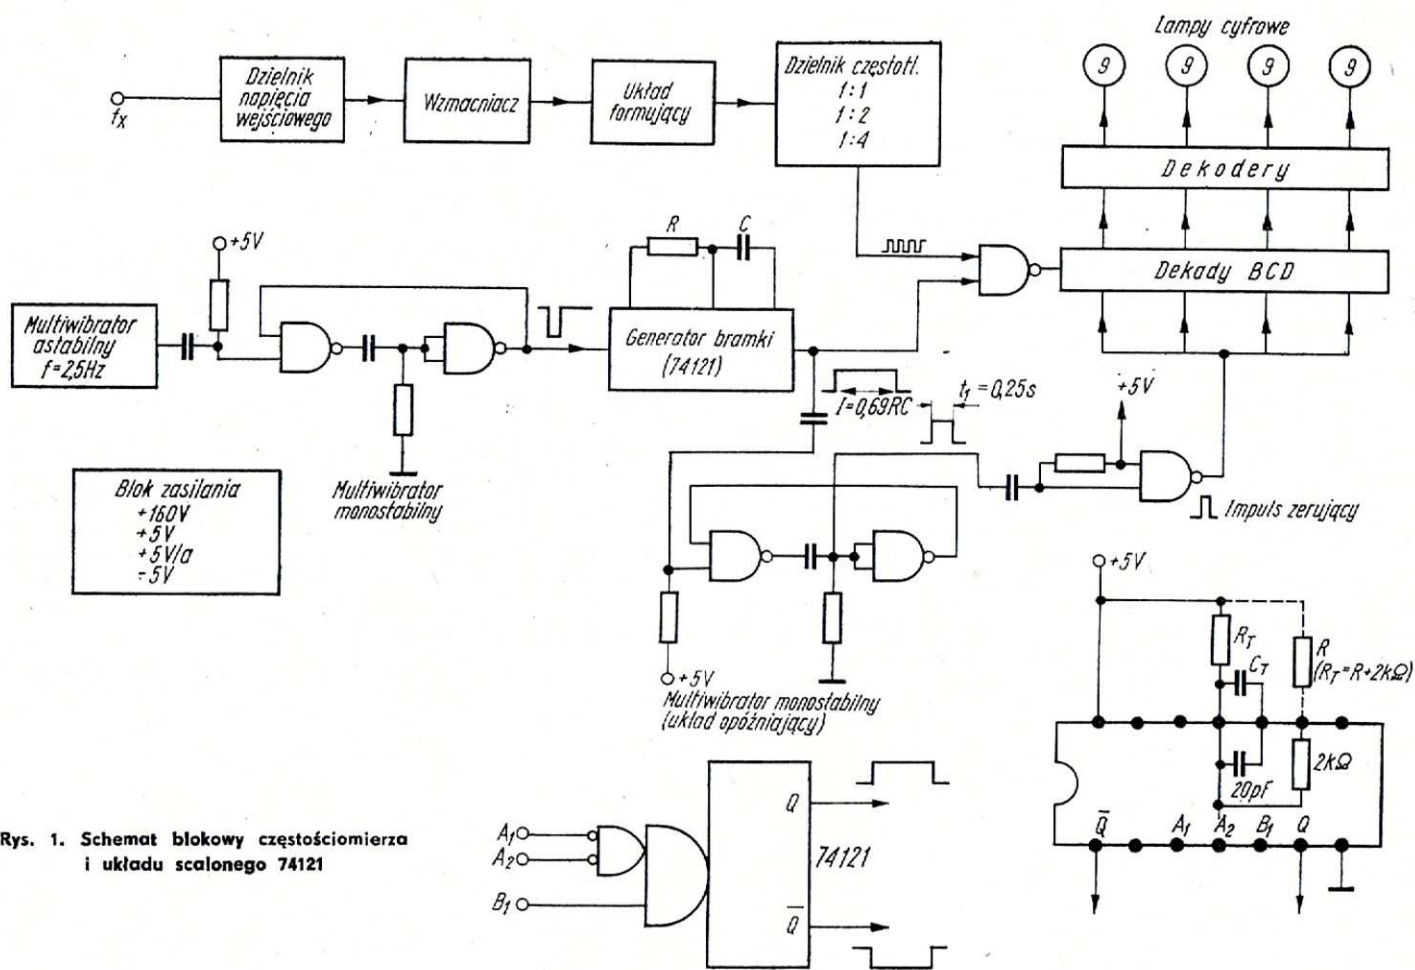 Lampy cyfrowe
9 9 9 9
fx
Dzielnik
napięcia
wejściowego
Wzmacniacz
Układ
formujący
Dzielnik częstotl.
1:1
1:2
1:4
Dekodery
Dekady BCD
+5V
R
C
Multiwibrator
astabilny
f=2,5Hz
Generator bramki
(74121)
I=0,69RC
t1=0,25s
+5V
Multiwibrator
monostabilny
Impuls zerujący
Blok zasilania
+160V
+5V
+5V/a
-5V
+5V
Multiwibrator monostabilny
(układ opóźniający)
+5V
RT
CT
R
(RT=R+2kΩ)
20pF
2kΩ
Q̅ A1 A2 B1 Q
A1
A2
B1
Q
74121
Q̅
Rys. 1. Schemat blokowy częstościomierza
i układu scalonego 74121